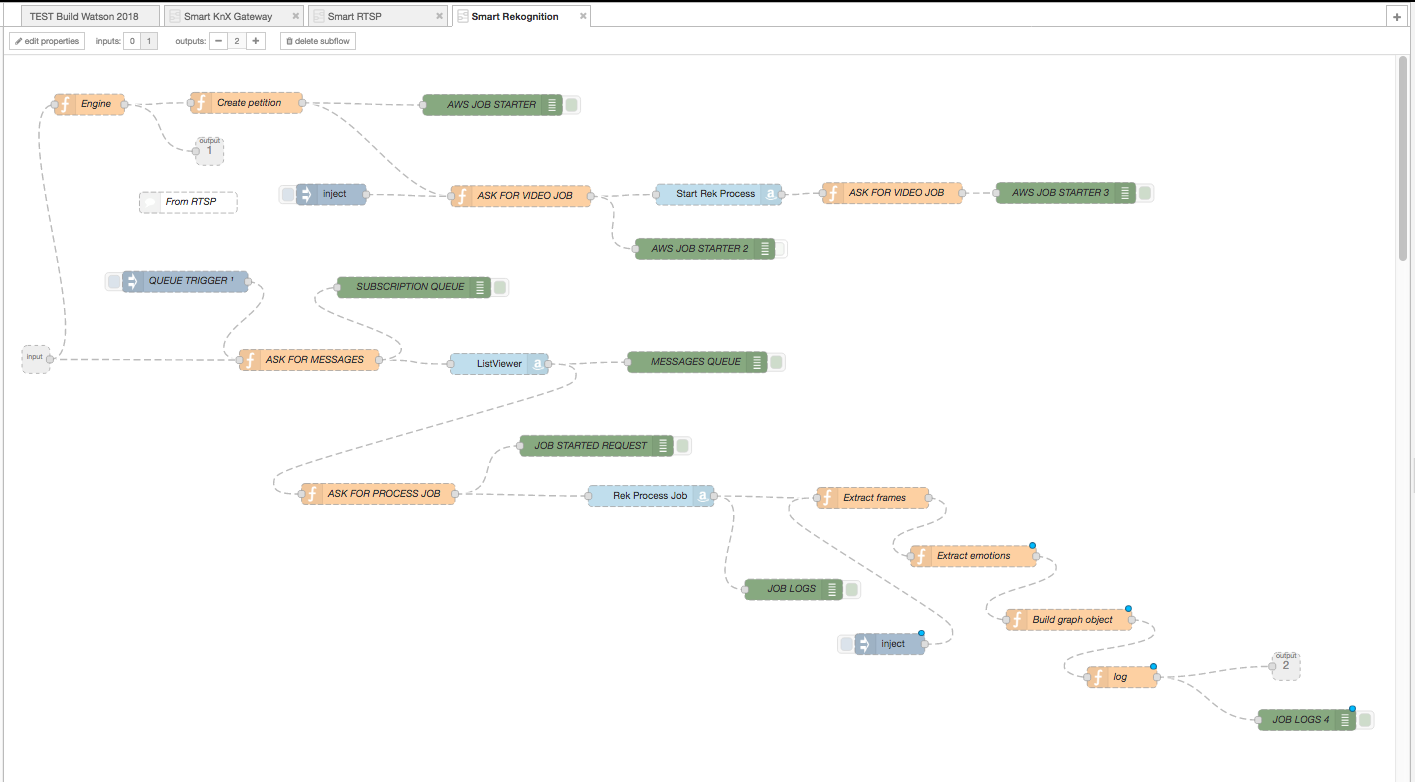 TEST Build Watson 2018
Smart KnX Gateway
Smart RTSP
Smart Rekognition
edit properties
inputs: 0 1
outputs: 2
delete subflow
Engine
Create petition
AWS JOB STARTER
output
1
From RTSP
inject
ASK FOR VIDEO JOB
Start Rek Process
ASK FOR VIDEO JOB
AWS JOB STARTER 3
AWS JOB STARTER 2
QUEUE TRIGGER ¹
SUBSCRIPTION QUEUE
input
ASK FOR MESSAGES
ListViewer
MESSAGES QUEUE
JOB STARTED REQUEST
ASK FOR PROCESS JOB
Rek Process Job
Extract frames
Extract emotions
JOB LOGS
Build graph object
inject
output
2
log
JOB LOGS 4